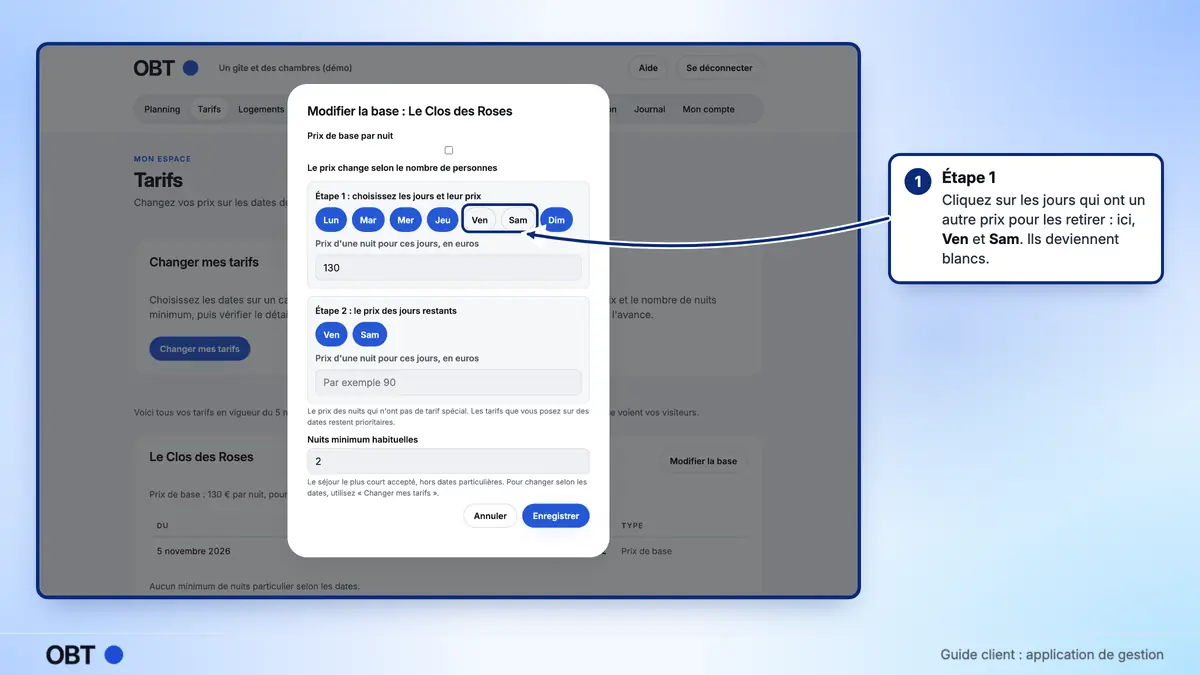 OBT
Un gîte et des chambres (démo)
Aide
Se déconnecter
Planning
Tarifs
Logements
Journal
Mon compte
MON ESPACE
Tarifs
Changez vos prix sur les dates de
Changer mes tarifs
Choisissez les dates sur un
minimum, puis vérifier le
et le nombre de nuits
l'avance.
Changer mes tarifs
Voici tous vos tarifs en vigueur du 5
voient vos visiteurs.
Le Clos des Roses
Modifier la base
Prix de base : 130 € par nuit,
DU
TYPE
5 novembre 2026
Prix de base
Aucun minimum de nuits particulier selon les dates.
Modifier la base : Le Clos des Roses
Prix de base par nuit
Le prix change selon le nombre de personnes
Étape 1 : choisissez les jours et leur prix
Lun Mar Mer Jeu Ven Sam Dim
Prix d'une nuit pour ces jours, en euros
130
Étape 2 : le prix des jours restants
Ven Sam
Prix d'une nuit pour ces jours, en euros
Par exemple 90
Le prix des nuits qui n'ont pas de tarif spécial. Les tarifs que vous posez sur des
dates restent prioritaires.
Nuits minimum habituelles
2
Le séjour le plus court accepté, hors dates particulières. Pour changer selon les
dates, utilisez « Changer mes tarifs ».
Annuler
Enregistrer
1
Étape 1
Cliquez sur les jours qui ont un
autre prix pour les retirer : ici,
Ven et Sam. Ils deviennent
blancs.
OBT
Guide client : application de gestion